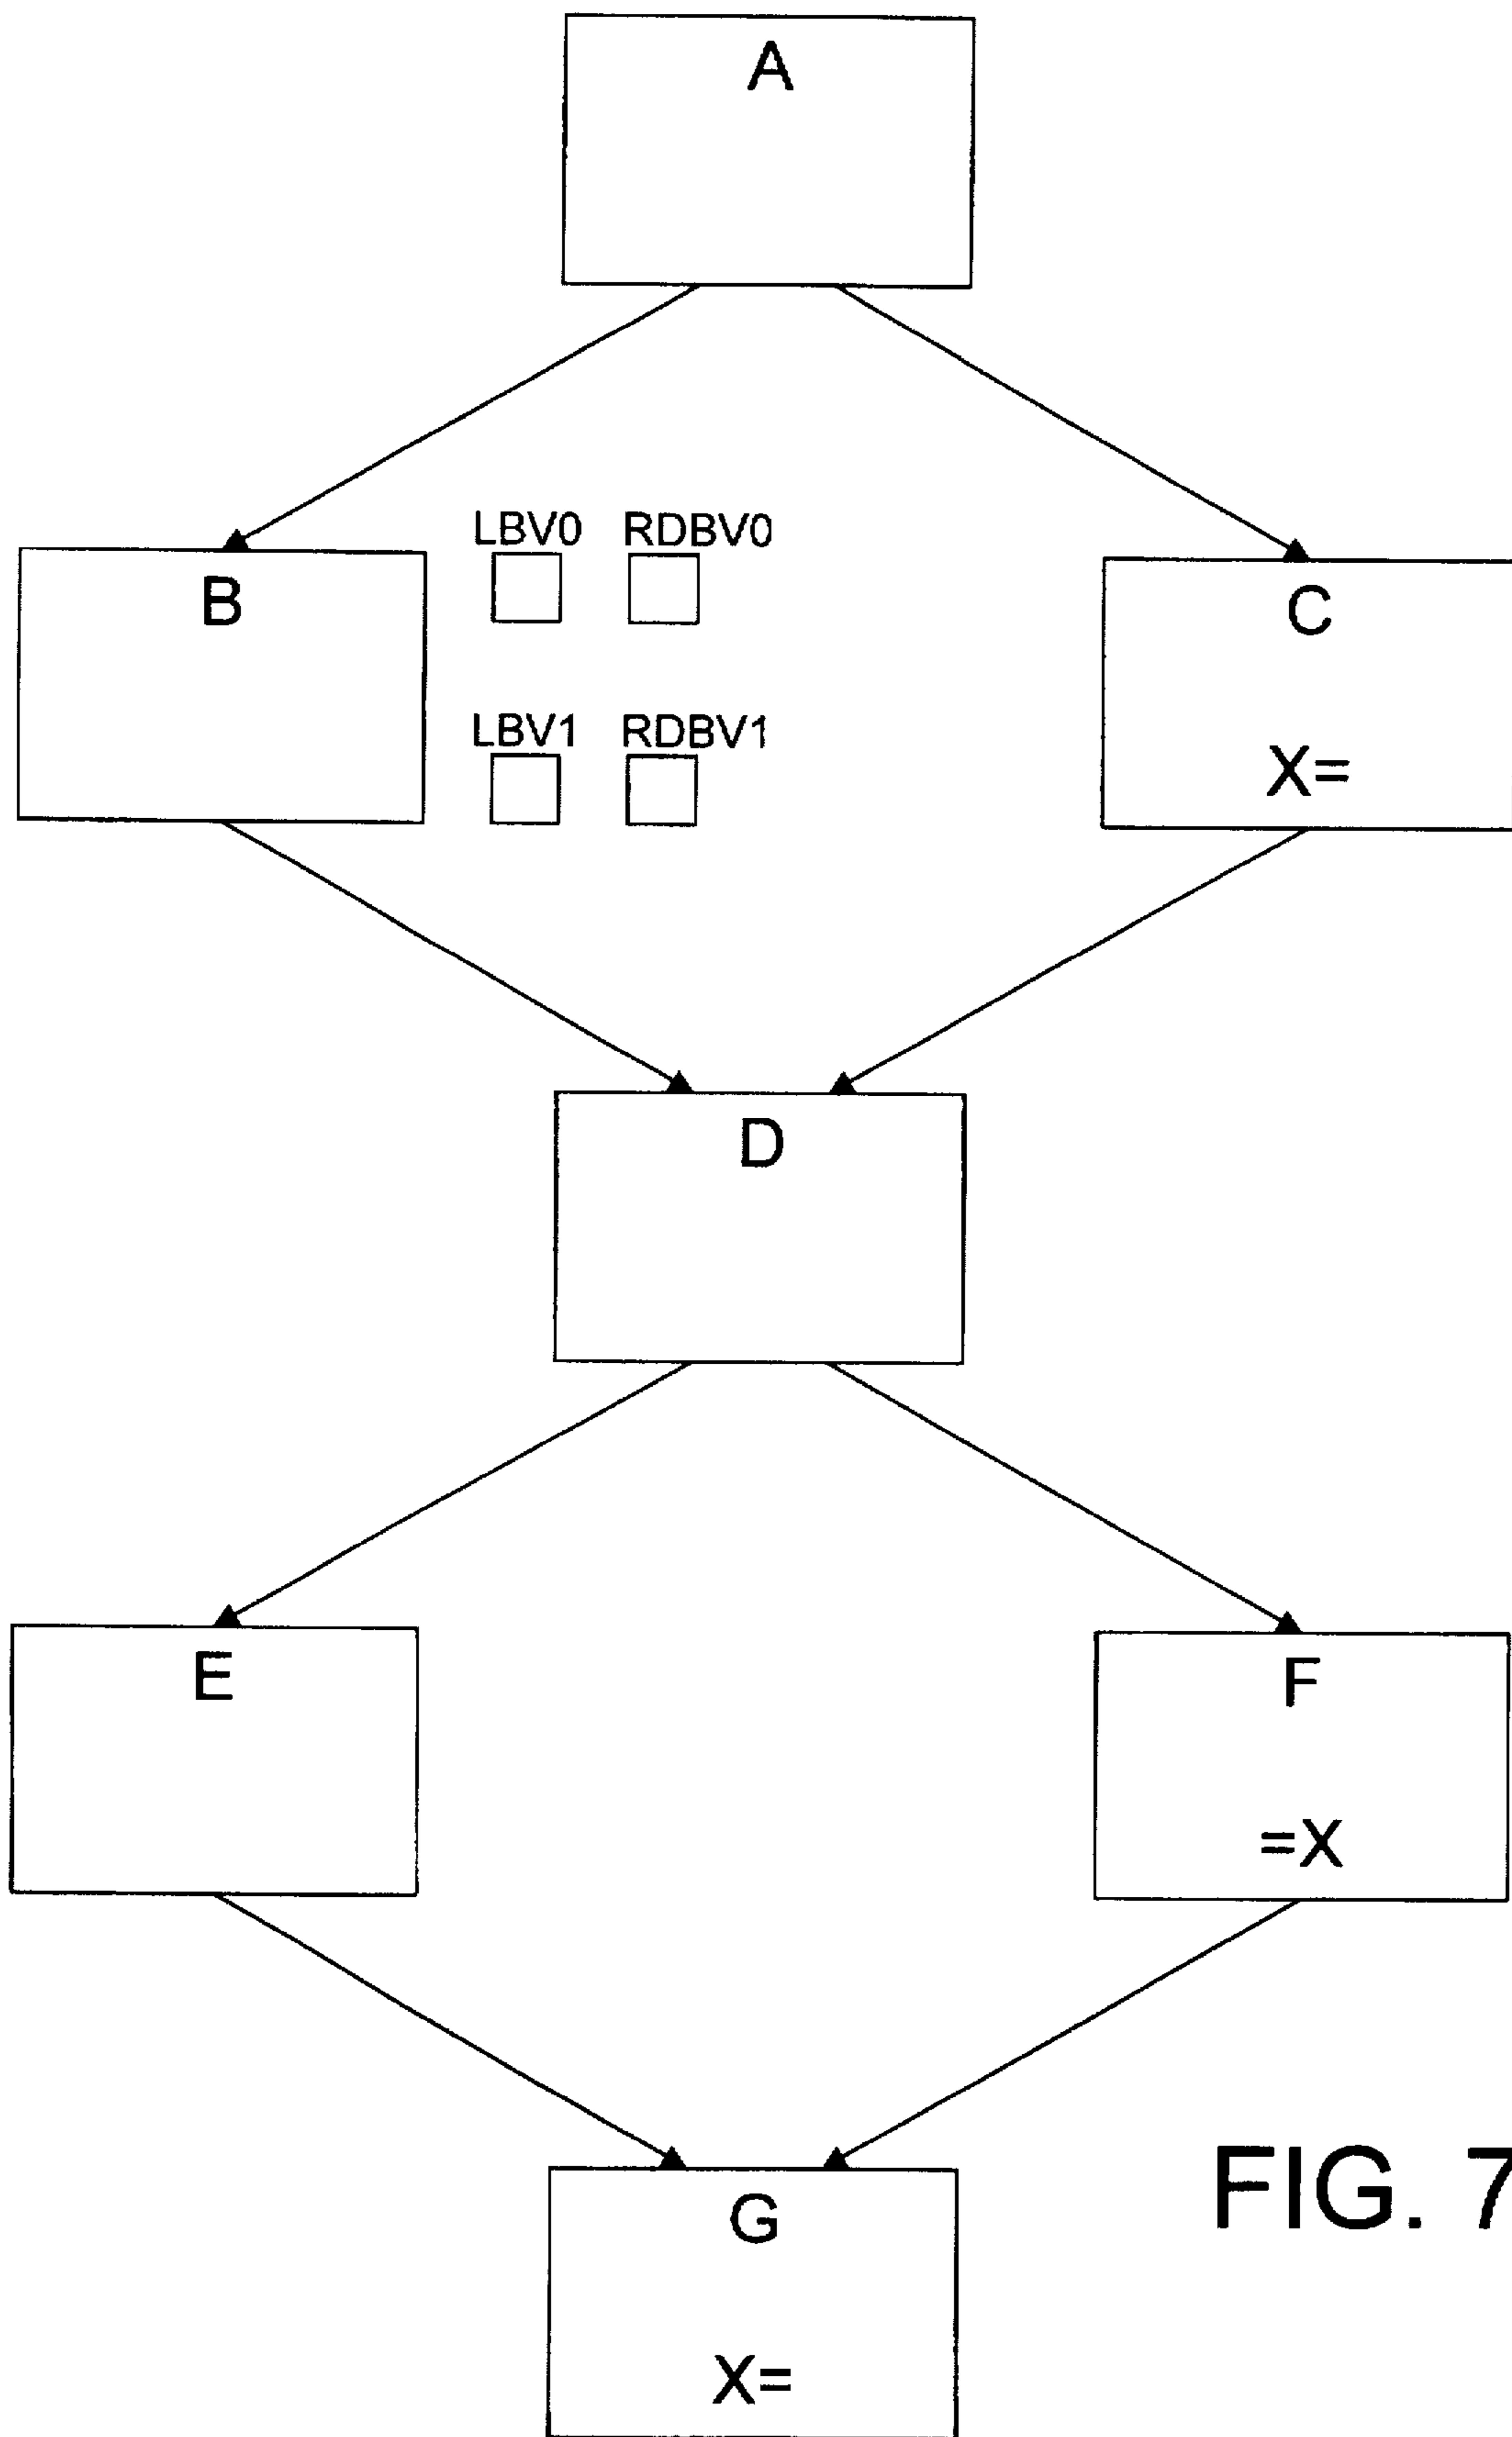 A
B
LBV0 RDBV0
LBV1 RDBV1
C
X=
D
E
F
=X
G
X=
FIG. 7